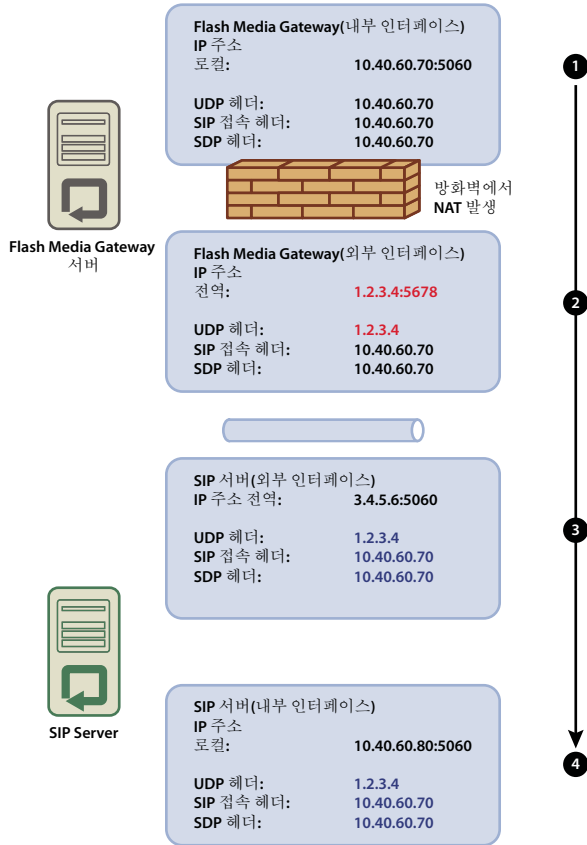 Flash Media Gateway(내부 인터페이스)
IP 주소
로컬: 10.40.60.70:5060
UDP 헤더: 10.40.60.70
SIP 접속 헤더: 10.40.60.70
SDP 헤더: 10.40.60.70
1
방화벽에서
NAT 발생
Flash Media Gateway
서버
Flash Media Gateway(외부 인터페이스)
IP 주소
전역: 1.2.3.4:5678
UDP 헤더: 1.2.3.4
SIP 접속 헤더: 10.40.60.70
SDP 헤더: 10.40.60.70
2
SIP 서버(외부 인터페이스)
IP 주소 전역: 3.4.5.6:5060
UDP 헤더: 1.2.3.4
SIP 접속 헤더: 10.40.60.70
SDP 헤더: 10.40.60.70
3
SIP Server
SIP 서버(내부 인터페이스)
IP 주소
로컬: 10.40.60.80:5060
UDP 헤더: 1.2.3.4
SIP 접속 헤더: 10.40.60.70
SDP 헤더: 10.40.60.70
4